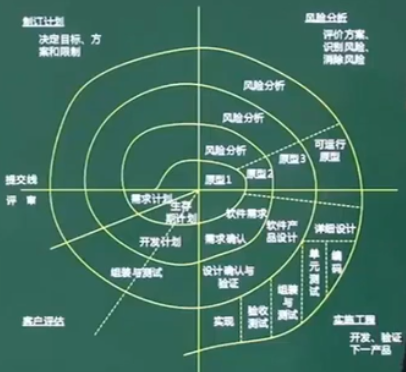 制订计划
决定目标、方
案和限制
风险分析
评价方案、
识别风险、
消除风险
风险分析
风险分析
风险分析
可运行
原型
原型3
原型2
原型1
提交线
评 审
需求计划
生存
期计划
软件需求
软件产
品设计
详细设计
开发计划
需求确认
单元测试
编码
组装与测试
设计确认与
验证
组装与测试
验收
测试
实现
客户评估
实施工程
开发、验证
下一产品